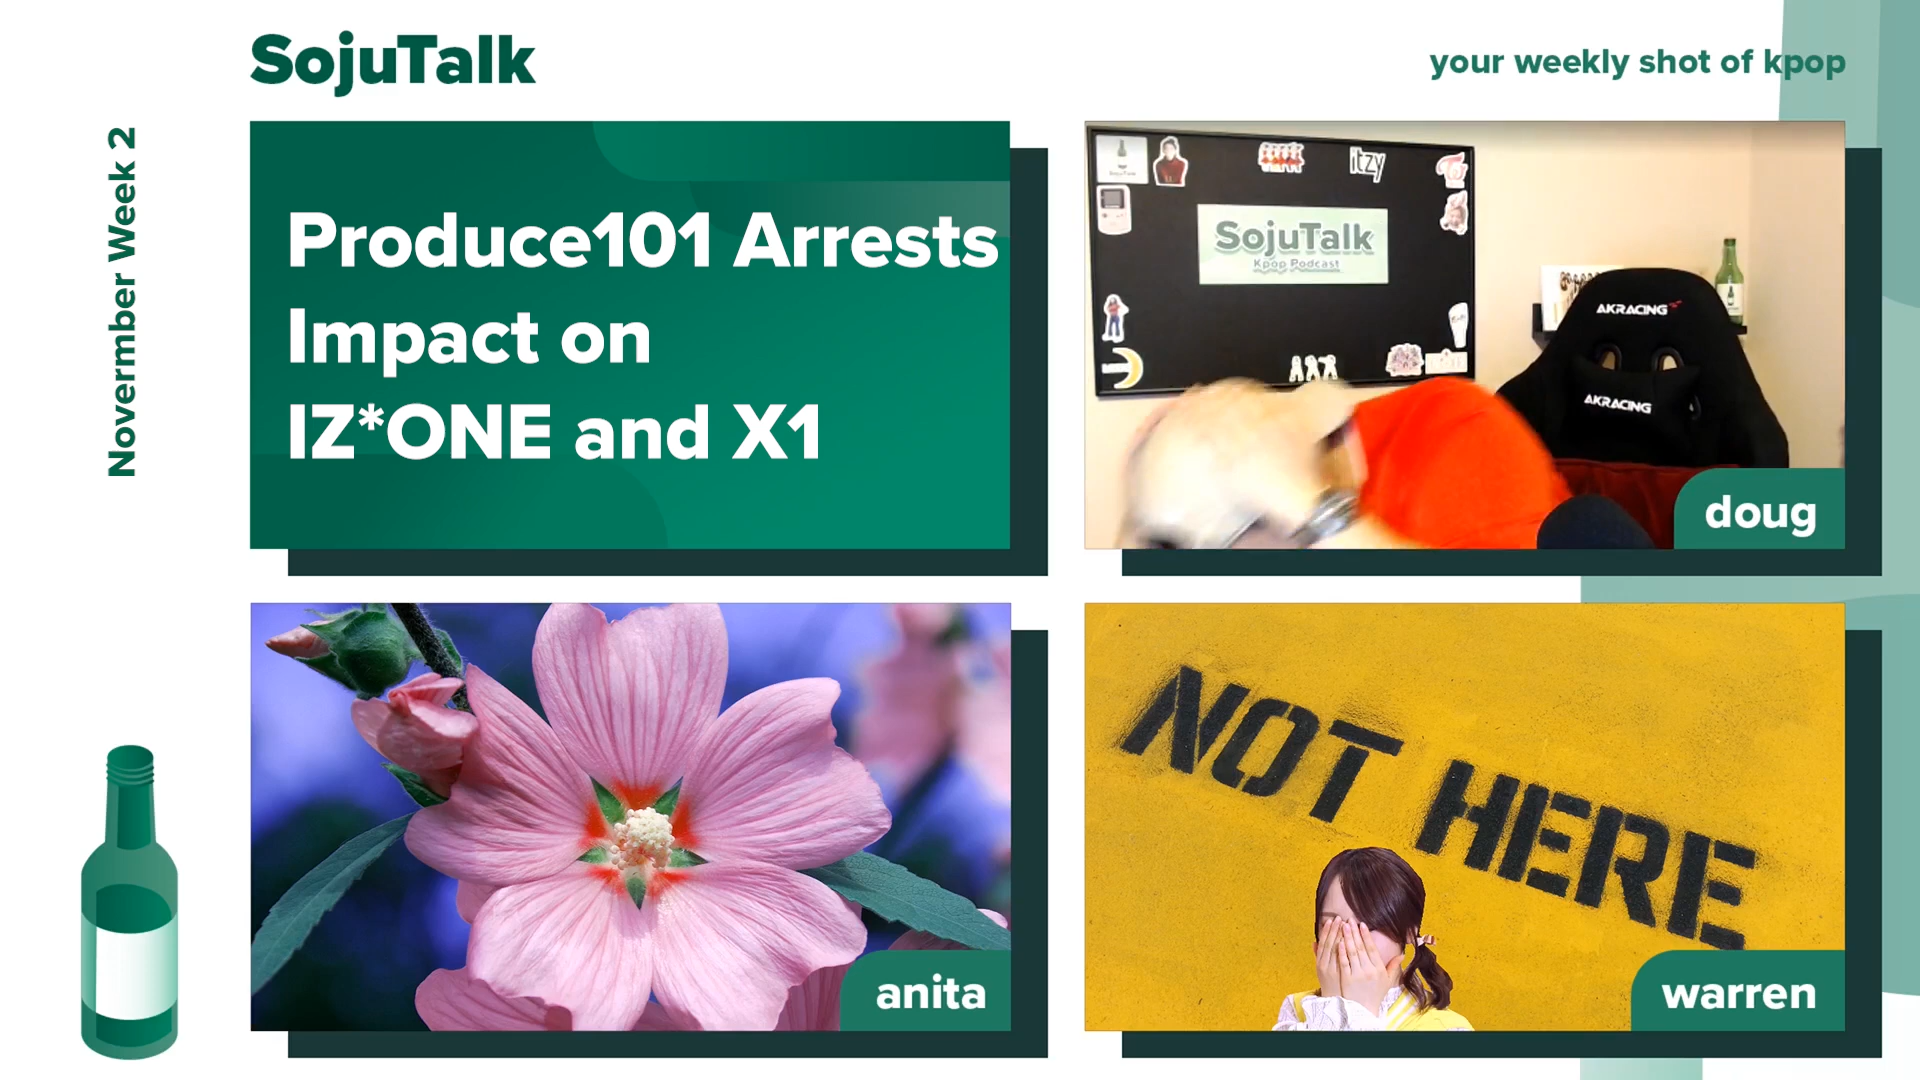 SojuTalk
your weekly shot of kpop
Novermber Week 2
Produce101 Arrests
Impact on
IZ*ONE and X1
itzy
SojuTalk
Kpop Podcast
AKRACING
AKRACING
doug
NOT HERE
anita
warren